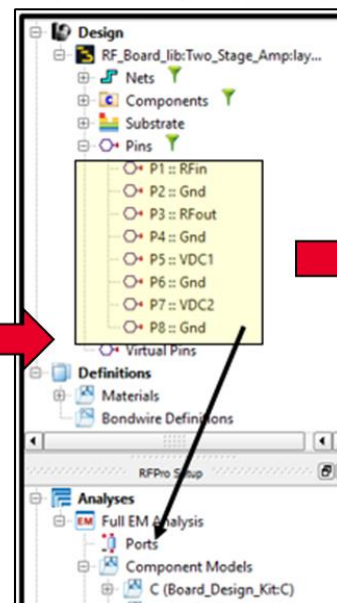 Design
RF_Board_lib:Two_Stage_Amp:lay...
Nets
Components
Substrate
Pins
P1 :: RFin
P2 :: Gnd
P3 :: RFout
P4 :: Gnd
P5 :: VDC1
P6 :: Gnd
P7 :: VDC2
P8 :: Gnd
Virtual Pins
Definitions
Materials
Bondwire Definitions
RFPro Setup
Analyses
EM Full EM Analysis
Ports
Component Models
C (Board_Design_Kit:C)